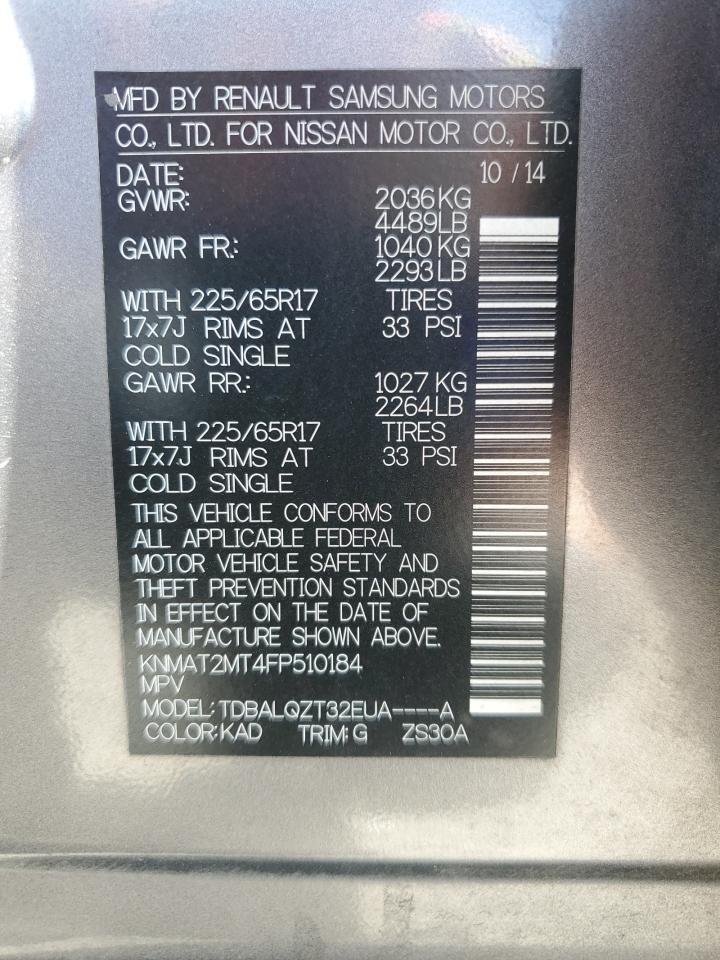 MFD BY RENAULT SAMSUNG MOTORS
CO., LTD. FOR NISSAN MOTOR CO., LTD.
DATE: 10 / 14
GVWR: 2036 KG
4489 LB
GAWR FR.: 1040 KG
2293 LB
WITH 225/65R17 TIRES
17x7J RIMS AT 33 PSI
COLD SINGLE
GAWR RR.: 1027 KG
2264 LB
WITH 225/65R17 TIRES
17x7J RIMS AT 33 PSI
COLD SINGLE
THIS VEHICLE CONFORMS TO
ALL APPLICABLE FEDERAL
MOTOR VEHICLE SAFETY AND
THEFT PREVENTION STANDARDS
IN EFFECT ON THE DATE OF
MANUFACTURE SHOWN ABOVE.
KNMAT2MT4FP510184
MPV
MODEL: TDBALQZT32EUA----A
COLOR: KAD TRIM: G ZS30A